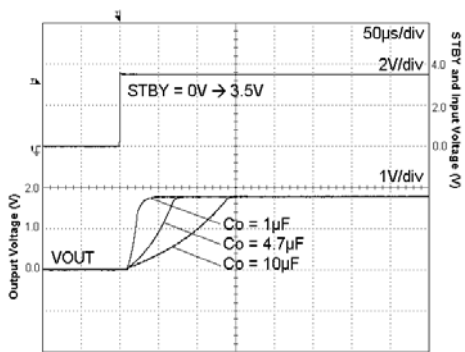 50µs/div
2V/div
STBY = 0V → 3.5V
4.0
2.0
0.0
STBY and Input Voltage (V)
1V/div
2.0
1.0
0.0
Output Voltage (V)
VOUT
Co = 1µF
Co = 4.7µF
Co = 10µF